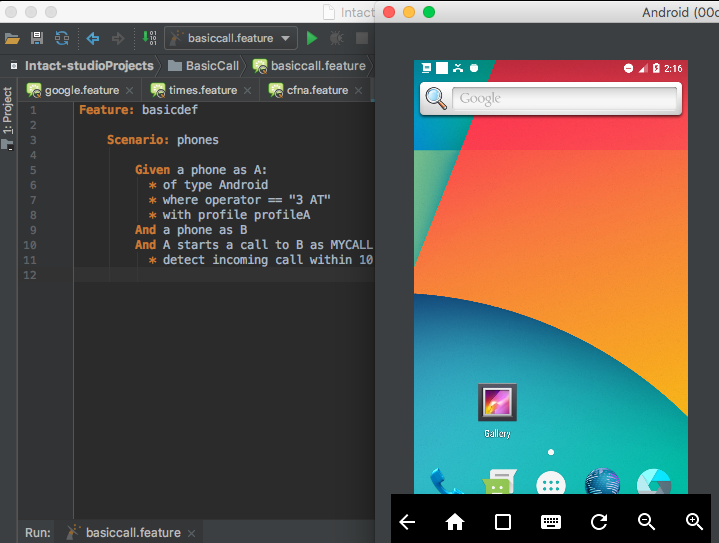 Intact
basiccall.feature
Intact-studioProjects
BasicCall
basiccall.feature
google.feature
times.feature
cfna.feature
1: Project
1
2
3
4
5
6
7
8
9
10
11
12
Feature: basicdef
Scenario: phones
Given a phone as A:
* of type Android
* where operator == "3 AT"
* with profile profileA
And a phone as B
And A starts a call to B as MYCALL
* detect incoming call within 10
Run:
basiccall.feature
Android (00c
2:16
Google
Gallery